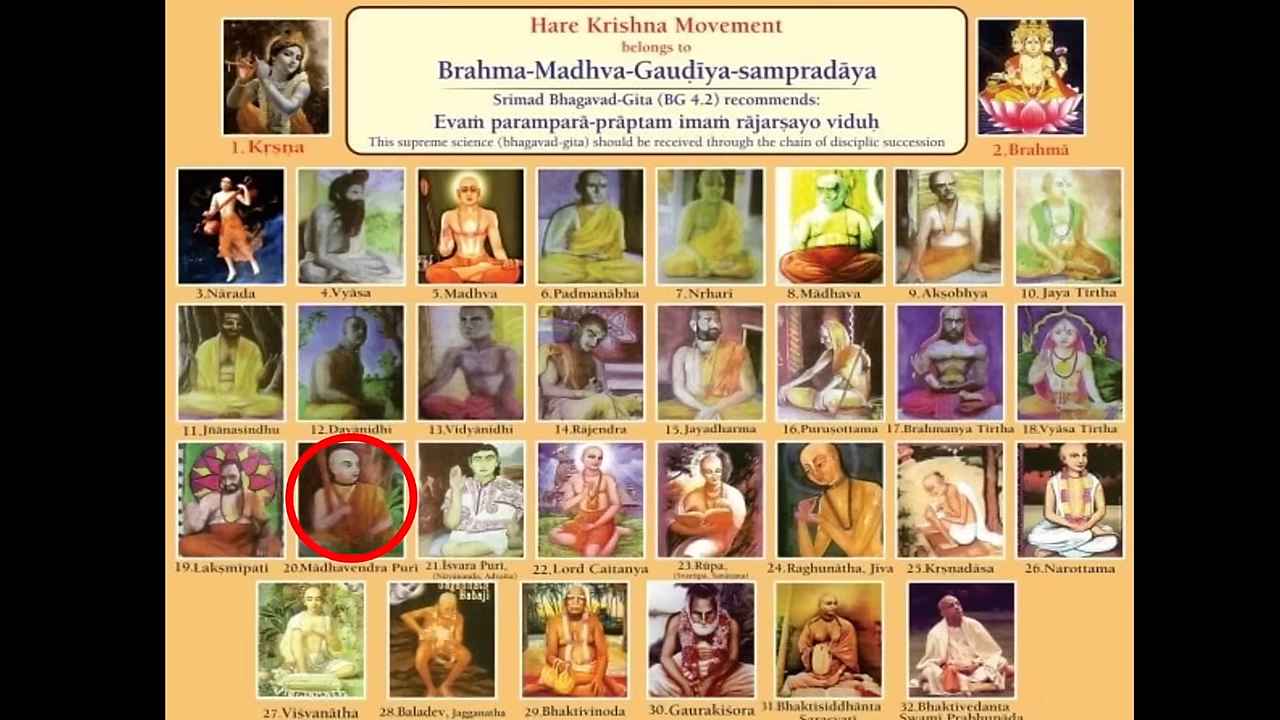 Hare Krishna Movement
belongs to
Brahma-Madhva-Gauḍīya-sampradāya
Srimad Bhagavad-Gita (BG 4.2) recommends:
Evaṁ paramparā-prāptam imaṁ rājarṣayo viduḥ
This supreme science (bhagavad-gita) should be received through the chain of disciplic succession
1.Kṛṣṇa
2.Brahmā
3.Nārada
4.Vyāsa
5.Madhva
6.Padmanābha
7.Nṛhari
8.Mādhava
9.Akṣobhya
10.Jaya Tīrtha
11.Jñānasindhu
12.Dayānidhi
13.Vidyānidhi
14.Rājendra
15.Jayadharma
16.Puruṣottama
17.Brahmanya Tīrtha
18.Vyāsa Tīrtha
19.Lakṣmīpati
20.Mādhavendra Purī
21.Īśvara Purī,
(Nityānanda, Advaita)
22.Lord Caitanya
23.Rūpa,
(Svarūpa, Sanātana)
24.Raghunātha, Jīva
25.Kṛṣṇadāsa
26.Narottama
Babaji
27.Viśvanātha
28.Baladev, Jagganatha
29.Bhaktivinoda
30.Gaurakiśora
31.Bhaktisiddhānta
Sarasvatī
32.Bhaktivedanta
Swami Prabhupāda